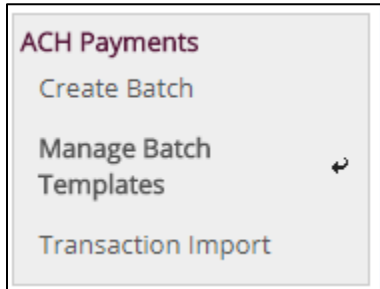 ACH Payments
Create Batch
Manage Batch
Templates
Transaction Import